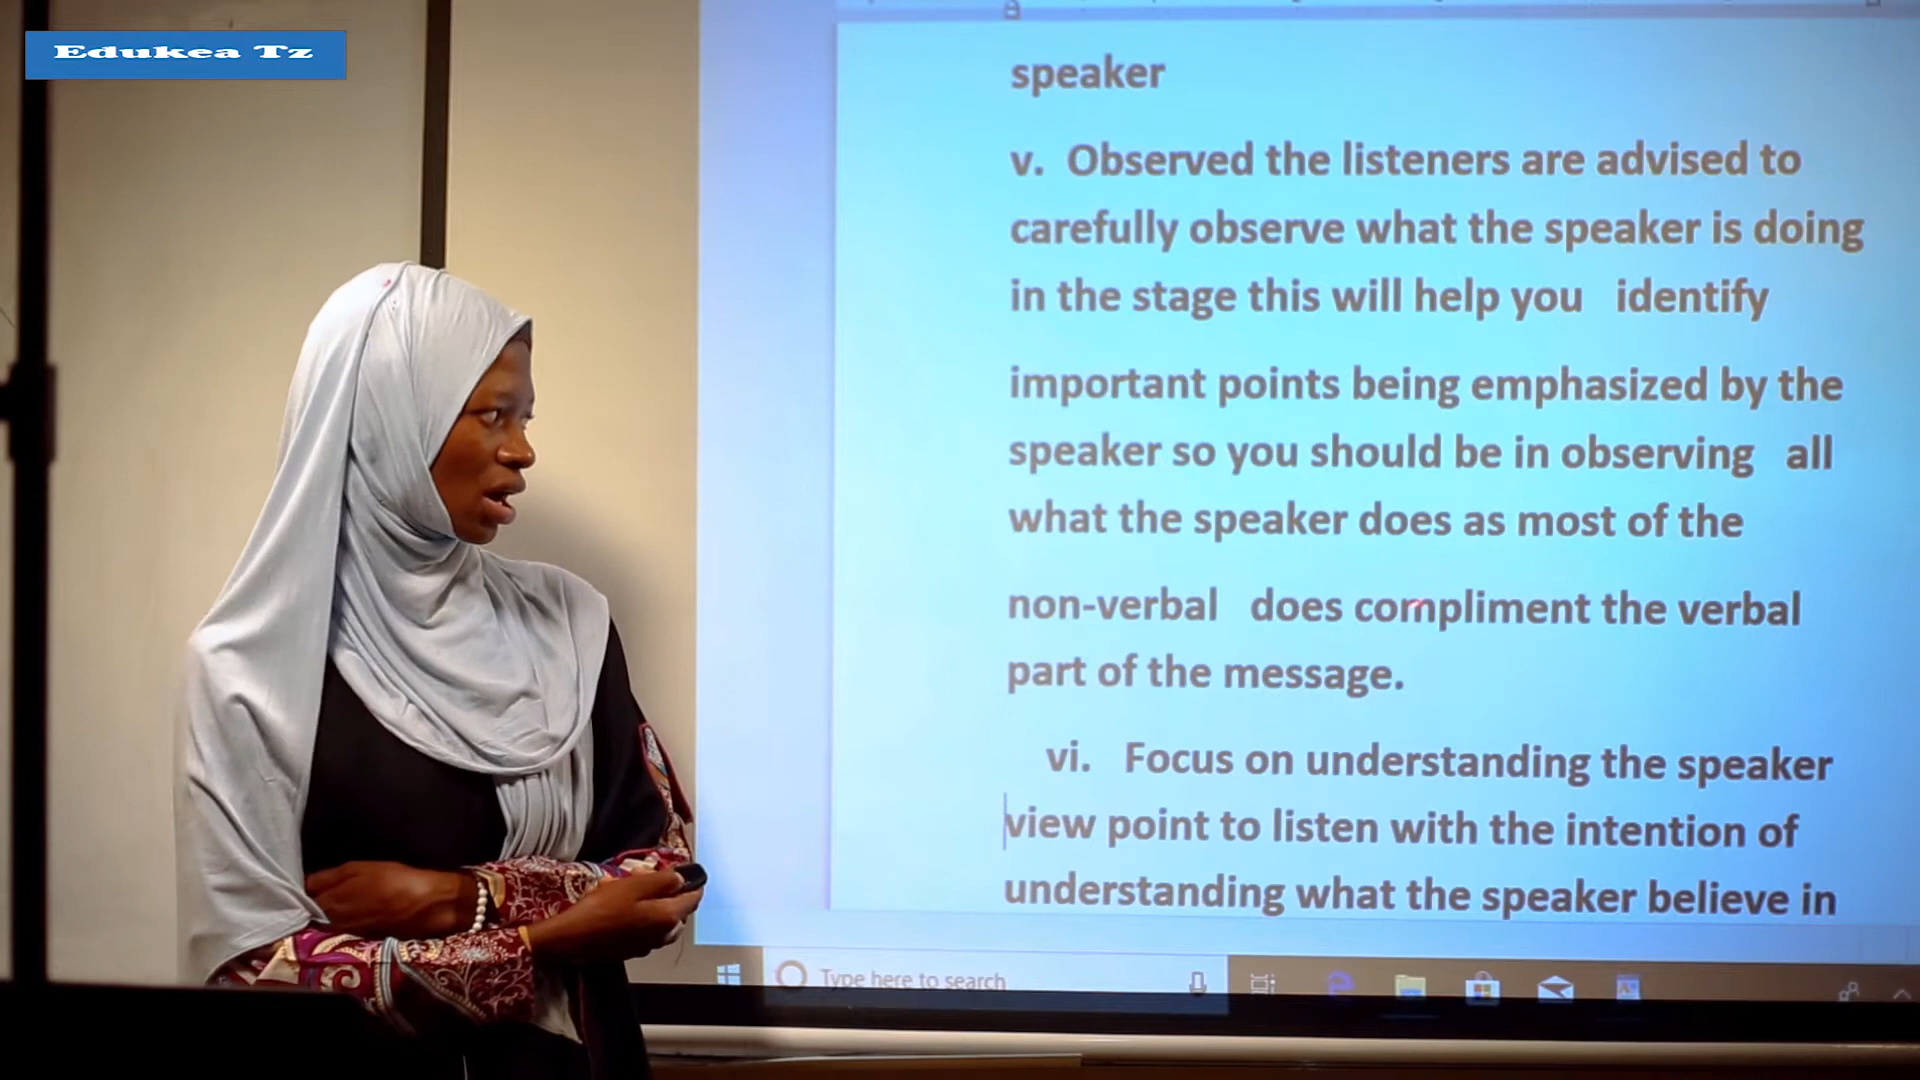 Edukea Tz
speaker
v. Observed the listeners are advised to
carefully observe what the speaker is doing
in the stage this will help you identify
important points being emphasized by the
speaker so you should be in observing all
what the speaker does as most of the
non-verbal does compliment the verbal
part of the message.
vi. Focus on understanding the speaker
view point to listen with the intention of
understanding what the speaker believe in
Type here to search